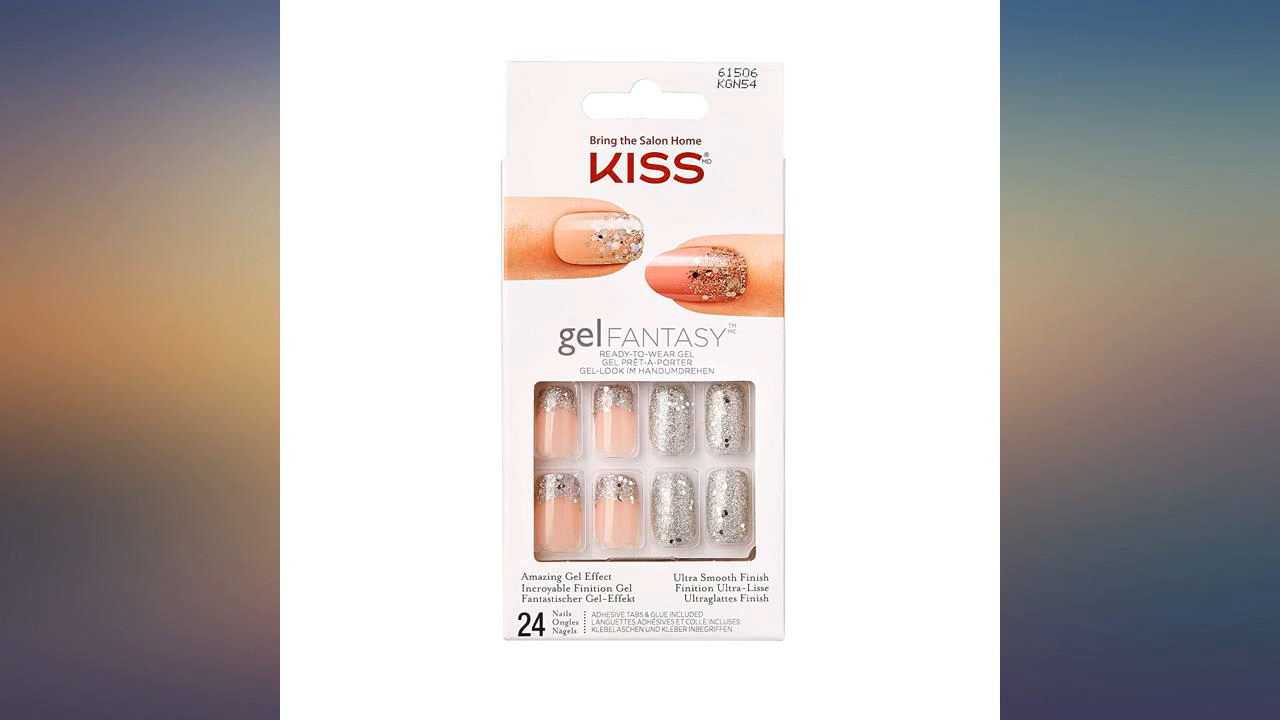 61506
KGN54
Bring the Salon Home
KISS® MD
gel FANTASY™ MC
READY-TO-WEAR GEL
GEL PRÊT-À-PORTER
GEL-LOOK IM HANDUMDREHEN
Amazing Gel Effect
Incroyable Finition Gel
Fantastischer Gel-Effekt
Ultra Smooth Finish
Finition Ultra-Lisse
Ultraglattes Finish
24
Nails
Ongles
Nägels
ADHESIVE TABS & GLUE INCLUDED
LANGUETTES ADHÉSIVES ET COLLE INCLUSES
KLEBELASCHEN UND KLEBER INBEGRIFFEN